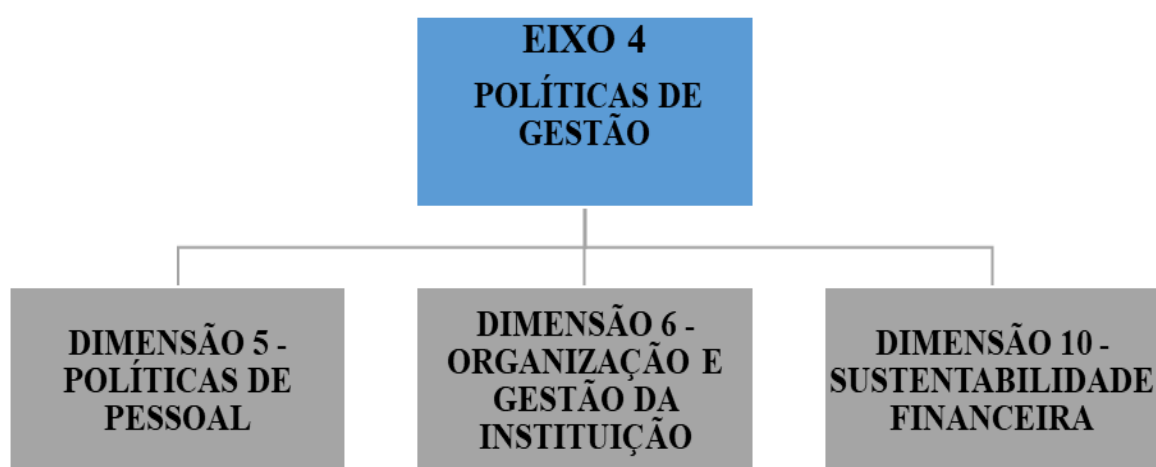 EIXO 4
POLÍTICAS DE
GESTÃO
DIMENSÃO 5 -
POLÍTICAS DE
PESSOAL
DIMENSÃO 6 -
ORGANIZAÇÃO E
GESTÃO DA
INSTITUIÇÃO
DIMENSÃO 10 -
SUSTENTABILIDADE
FINANCEIRA